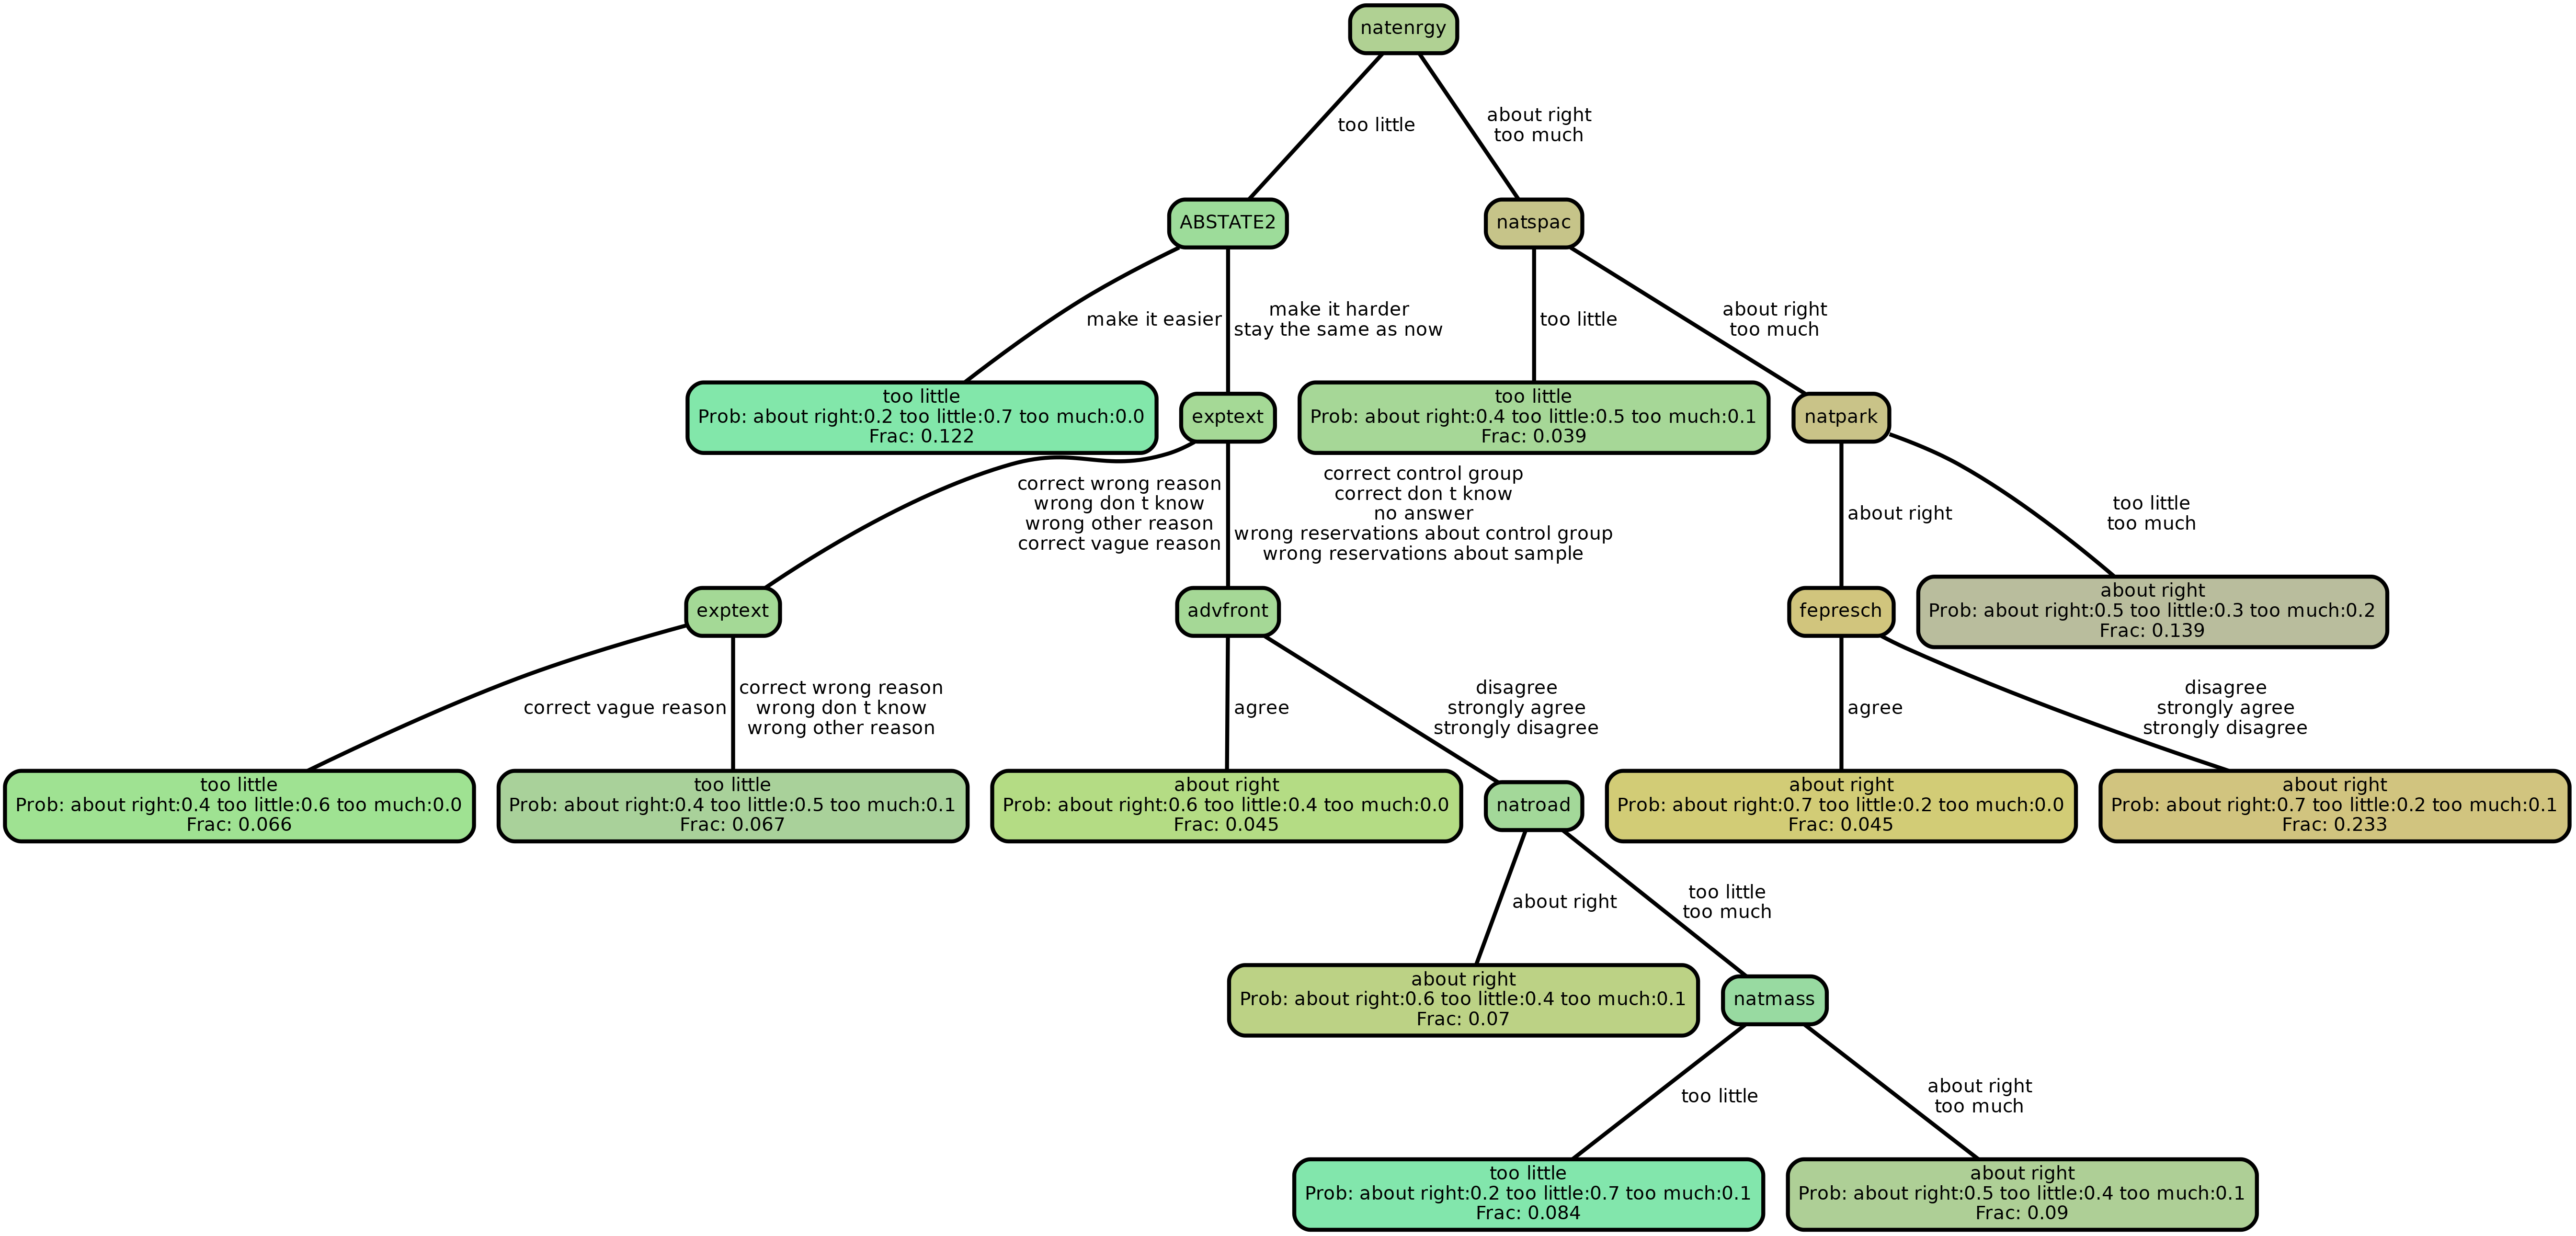 natenrgy
too little
about right
too much
ABSTATE2
natspac
make it easier
make it harder
stay the same as now
too little
about right
too much
too little
Prob: about right:0.2 too little:0.7 too much:0.0
Frac: 0.122
exptext
too little
Prob: about right:0.4 too little:0.5 too much:0.1
Frac: 0.039
natpark
correct wrong reason
wrong don t know
wrong other reason
correct vague reason
correct control group
correct don t know
no answer
wrong reservations about control group
wrong reservations about sample
about right
too little
too much
exptext
advfront
fepresch
about right
Prob: about right:0.5 too little:0.3 too much:0.2
Frac: 0.139
correct vague reason
correct wrong reason
wrong don t know
wrong other reason
agree
disagree
strongly agree
strongly disagree
agree
disagree
strongly agree
strongly disagree
too little
Prob: about right:0.4 too little:0.6 too much:0.0
Frac: 0.066
too little
Prob: about right:0.4 too little:0.5 too much:0.1
Frac: 0.067
about right
Prob: about right:0.6 too little:0.4 too much:0.0
Frac: 0.045
natroad
about right
Prob: about right:0.7 too little:0.2 too much:0.0
Frac: 0.045
about right
Prob: about right:0.7 too little:0.2 too much:0.1
Frac: 0.233
about right
too little
too much
about right
Prob: about right:0.6 too little:0.4 too much:0.1
Frac: 0.07
natmass
too little
about right
too much
too little
Prob: about right:0.2 too little:0.7 too much:0.1
Frac: 0.084
about right
Prob: about right:0.5 too little:0.4 too much:0.1
Frac: 0.09